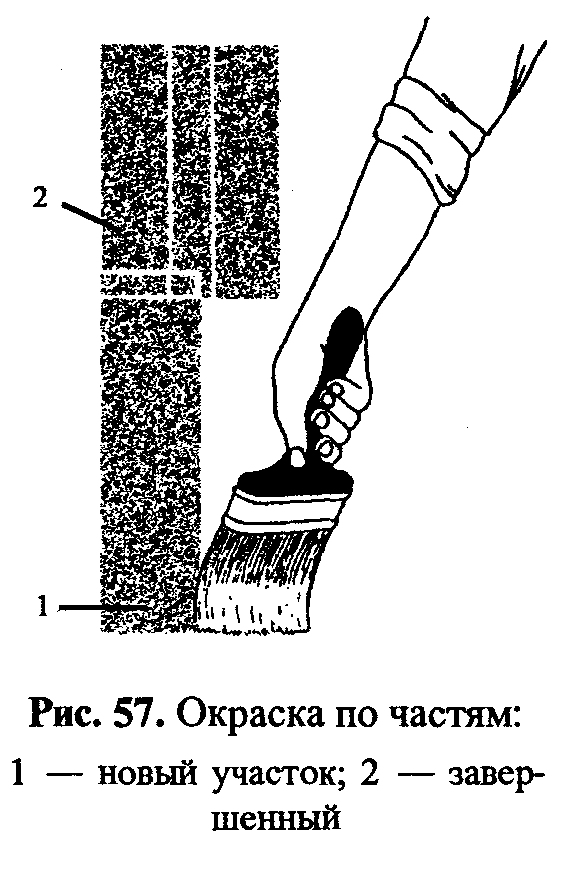 2
1
Рис. 57. Окраска по частям:
1 — новый участок; 2 — завер-
шенный